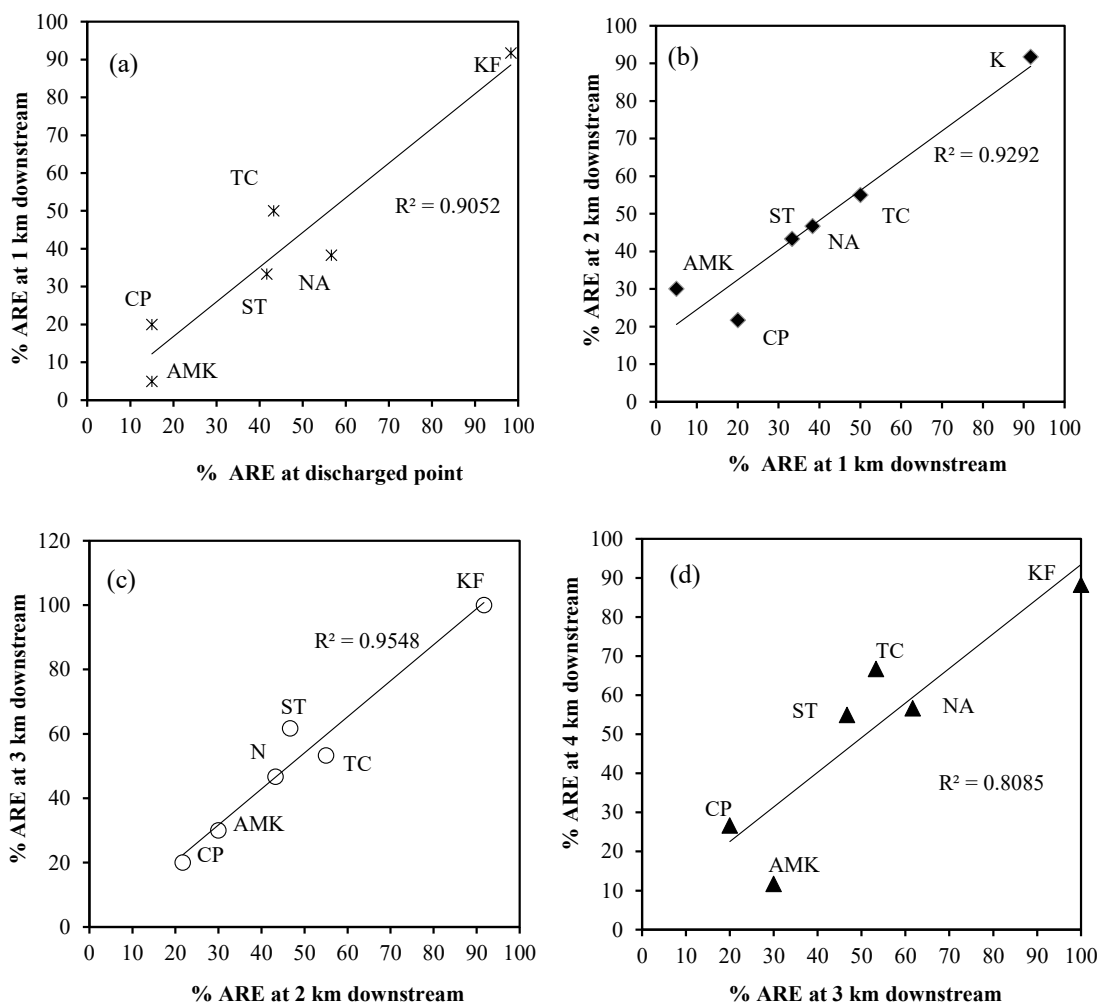 (a)
% ARE at 1 km downstream
100
90
80
70
60
50
40
30
20
10
0
KF
TC
R² = 0.9052
NA
ST
CP
AMK
0 10 20 30 40 50 60 70 80 90 100
% ARE at discharged point
(b)
% ARE at 2 km downstream
100
90
80
70
60
50
40
30
20
10
0
K
R² = 0.9292
ST
TC
NA
AMK
CP
0 10 20 30 40 50 60 70 80 90 100
% ARE at 1 km downstream
(c)
% ARE at 3 km downstream
120
100
80
60
40
20
0
KF
R² = 0.9548
ST
N
TC
AMK
CP
0 10 20 30 40 50 60 70 80 90 100
% ARE at 2 km downstream
(d)
% ARE at 4 km downstream
100
90
80
70
60
50
40
30
20
10
0
KF
TC
ST
NA
R² = 0.8085
CP
AMK
0 10 20 30 40 50 60 70 80 90 100
% ARE at 3 km downstream